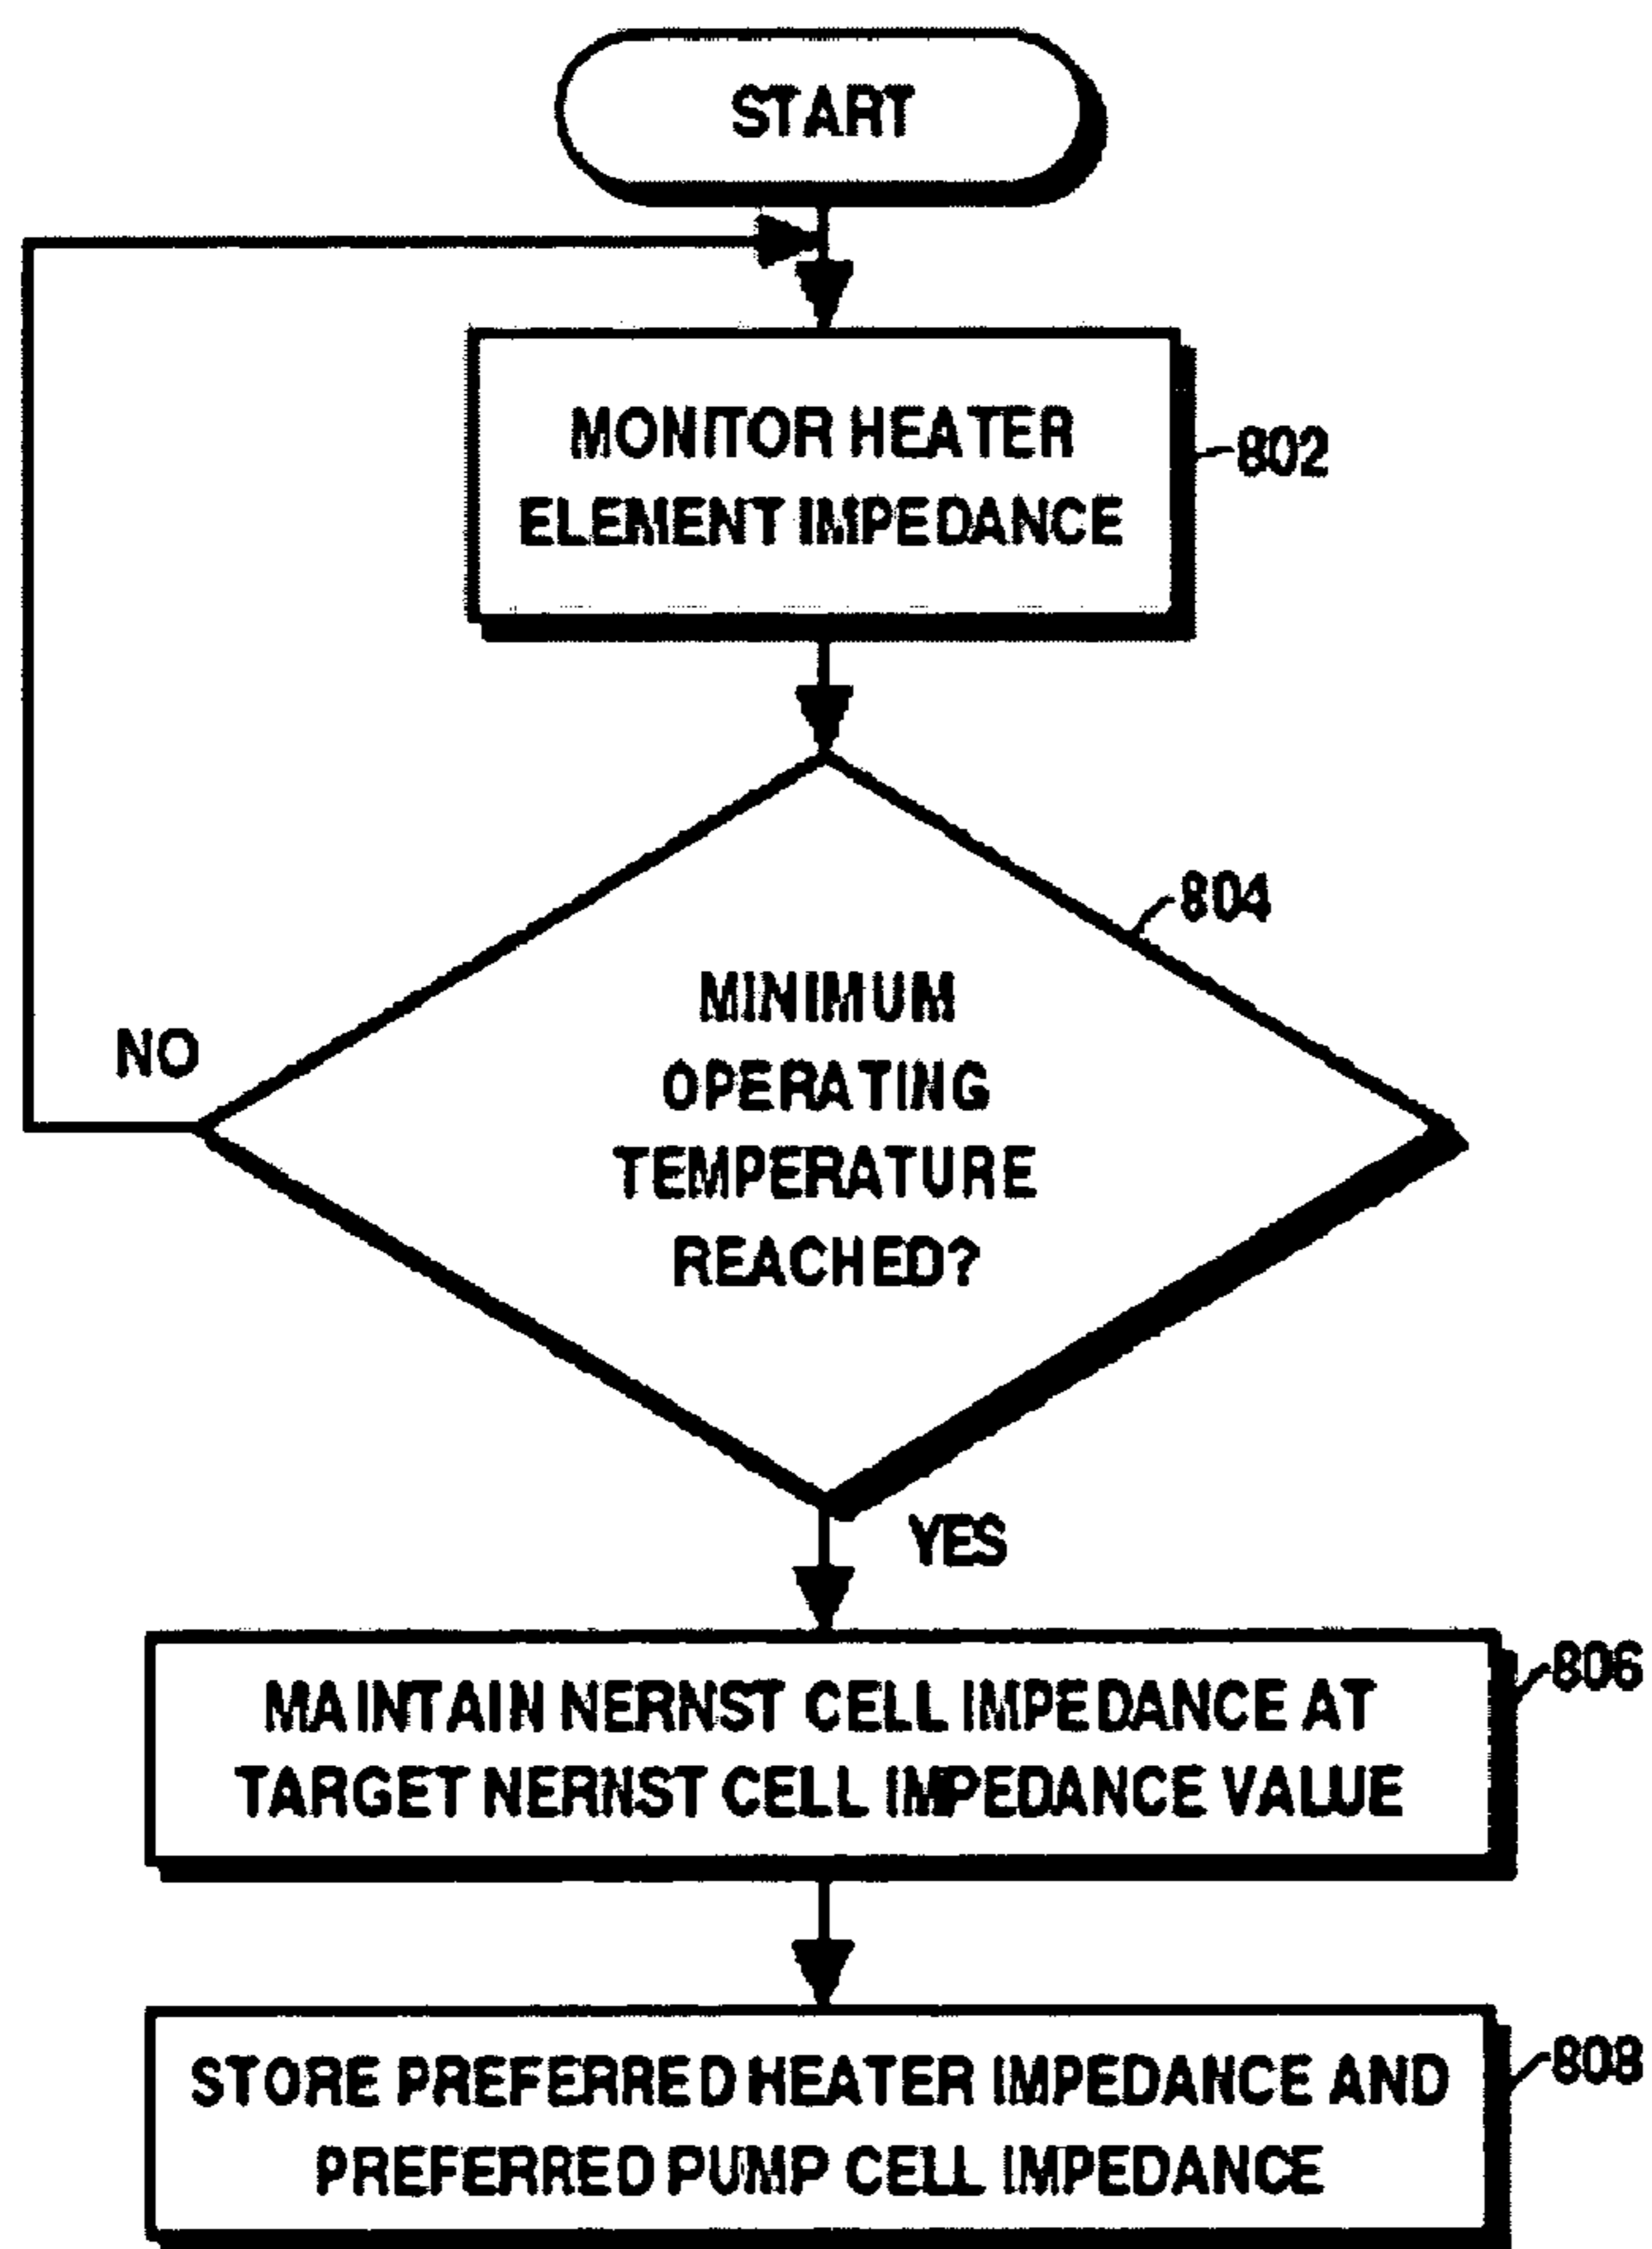 START
MONITOR HEATER
ELEMENT IMPEDANCE
802
804
MINIMUM
OPERATING
TEMPERATURE
REACHED?
NO
YES
MAINTAIN NERNST CELL IMPEDANCE AT
TARGET NERNST CELL IMPEDANCE VALUE
806
STORE PREFERRED HEATER IMPEDANCE AND
PREFERRED PUMP CELL IMPEDANCE
808